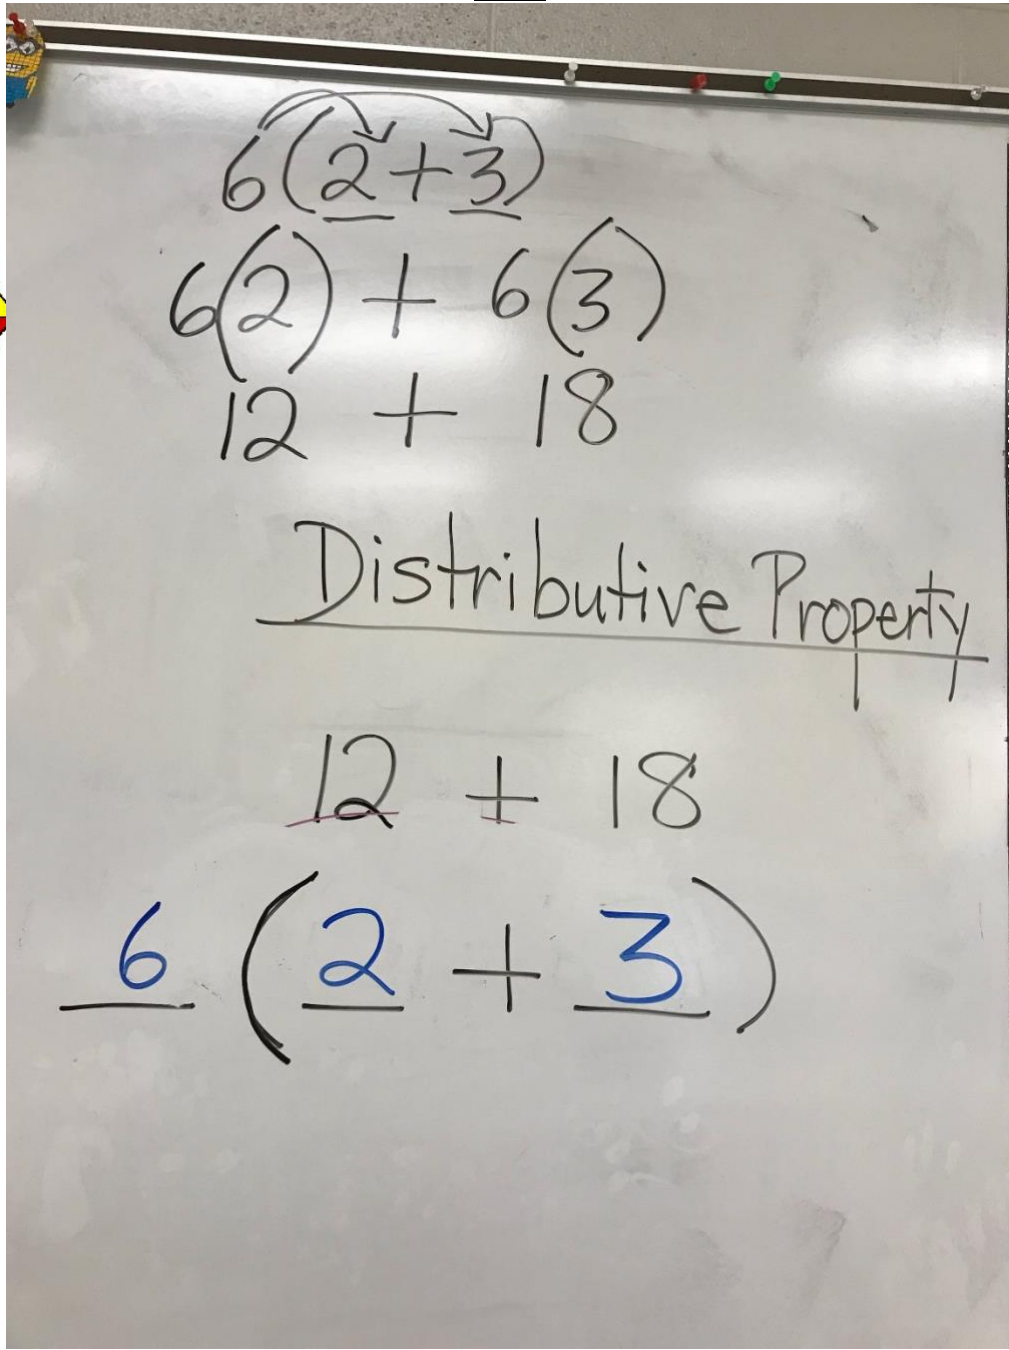 6(2+3)
6(2) + 6(3)
12 + 18
Distributive Property
12 + 18
6 (2 + 3)